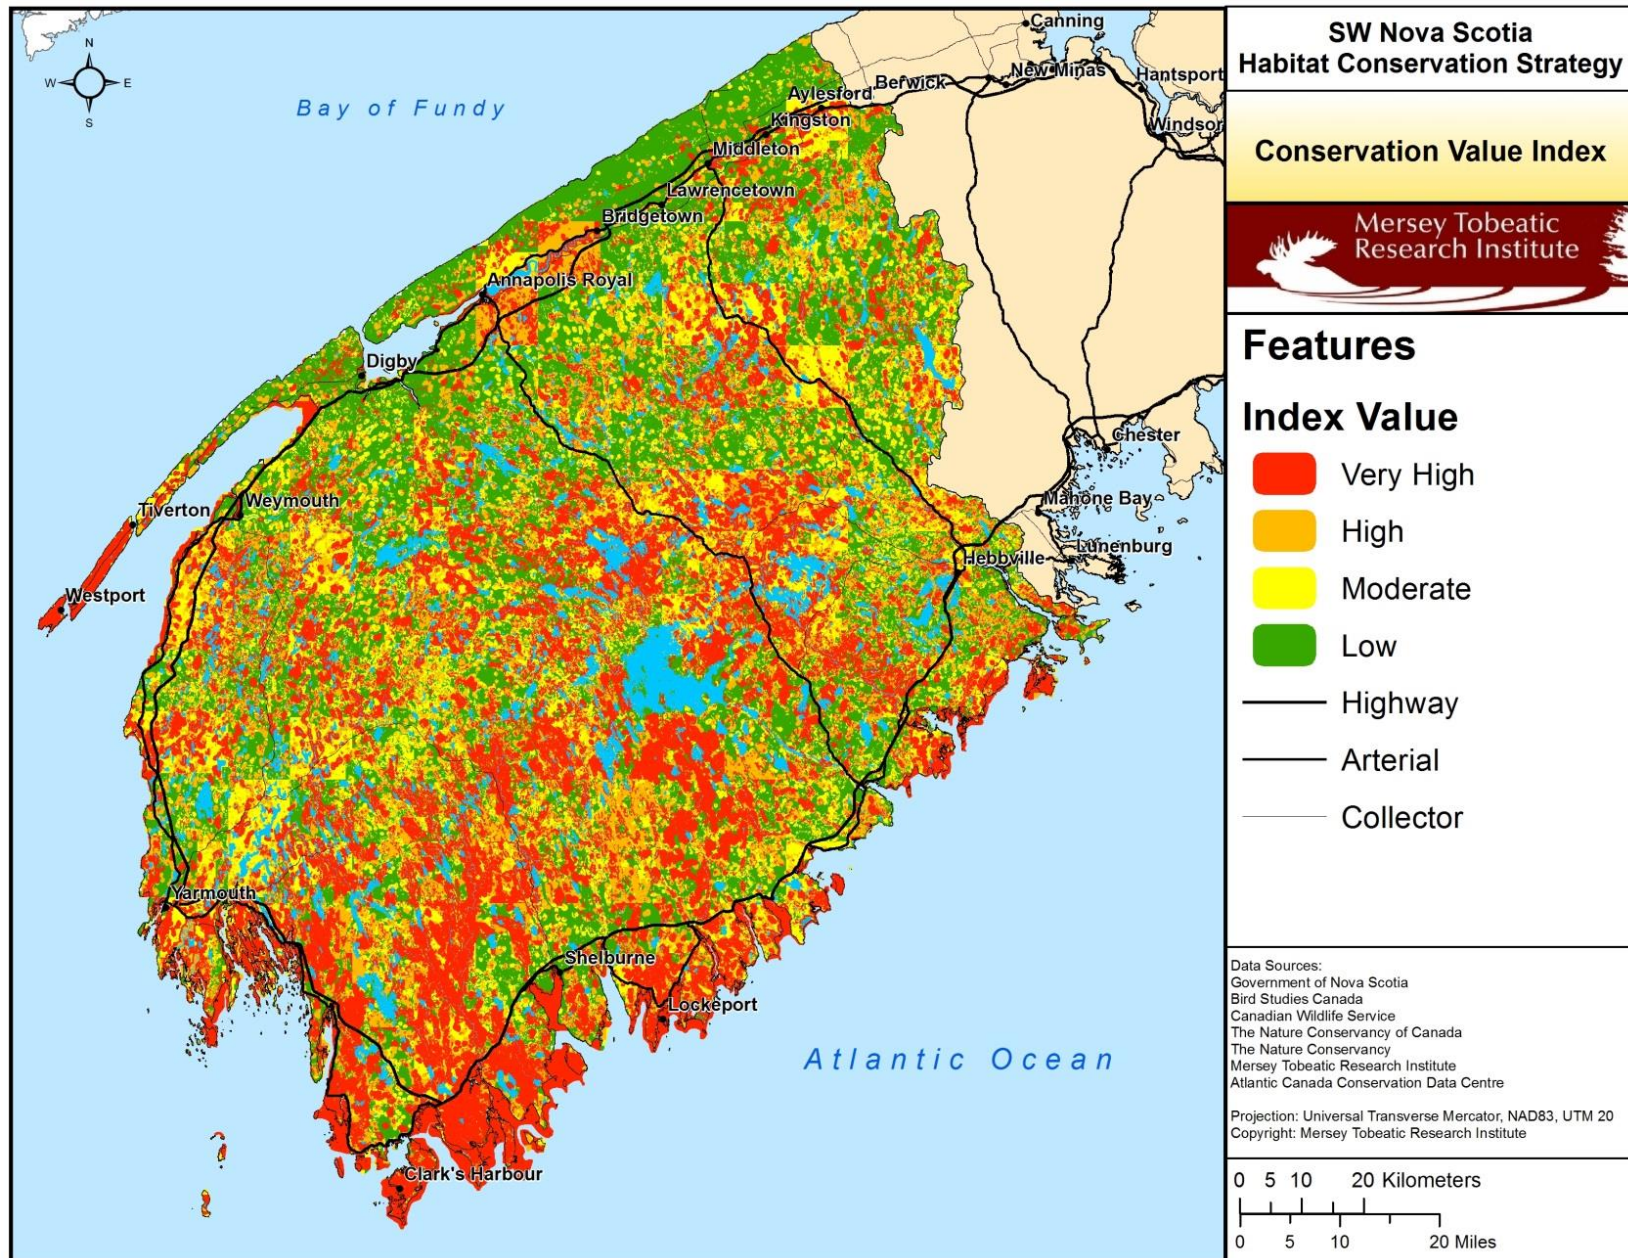 N
W E
S
Bay of Fundy
Canning
New Minas
Hantsport
Berwick
Aylesford
Kingston
Windsor
Middleton
Lawrencetown
Bridgetown
Annapolis Royal
Digby
Chester
Weymouth
Tiverton
Mahone Bay
Lunenburg
Hebbville
Westport
Yarmouth
Shelburne
Lockeport
Atlantic Ocean
Clark's Harbour
SW Nova Scotia
Habitat Conservation Strategy
Conservation Value Index
Mersey Tobeatic
Research Institute
Features
Index Value
Very High
High
Moderate
Low
Highway
Arterial
Collector
Data Sources:
Government of Nova Scotia
Bird Studies Canada
Canadian Wildlife Service
The Nature Conservancy of Canada
The Nature Conservancy
Mersey Tobeatic Research Institute
Atlantic Canada Conservation Data Centre
Projection: Universal Transverse Mercator, NAD83, UTM 20
Copyright: Mersey Tobeatic Research Institute
0 5 10 20 Kilometers
0 5 10 20 Miles